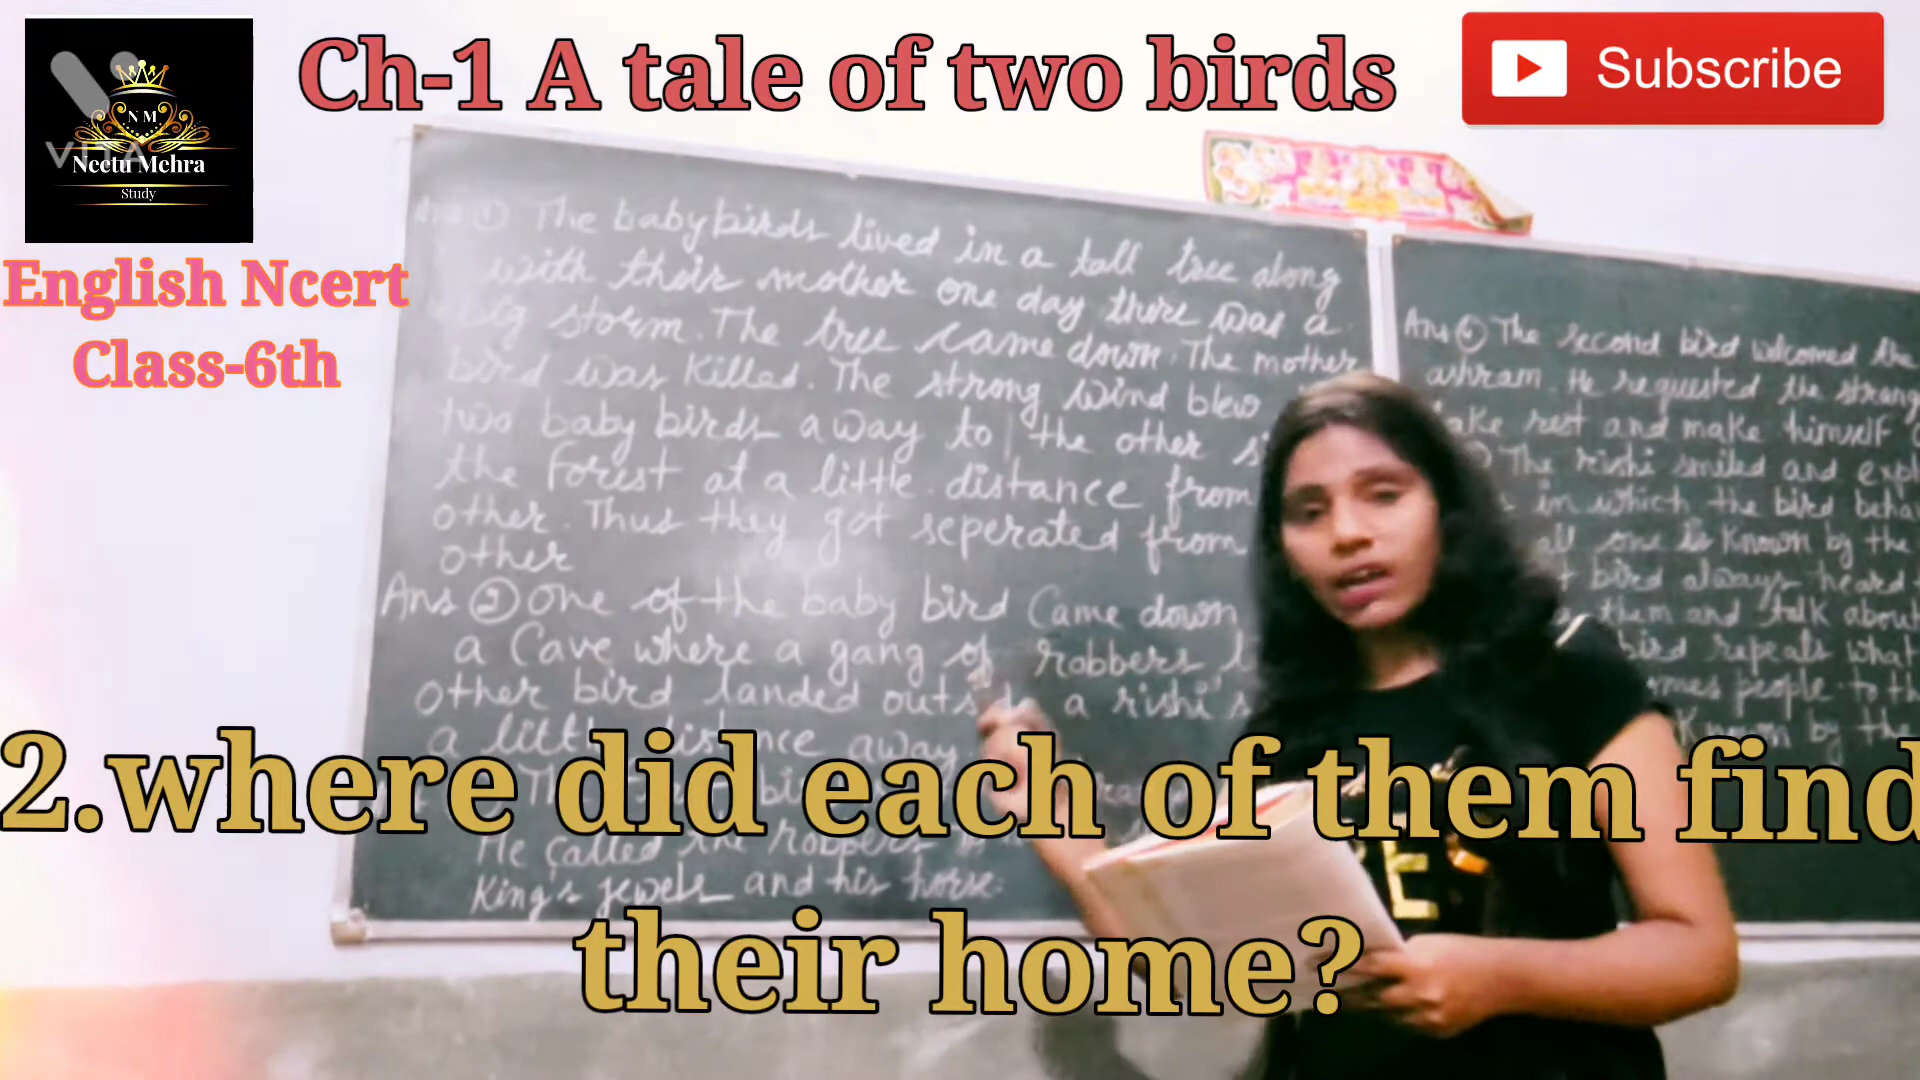 Ch-1 A tale of two birds
Subscribe
N M
VITA
Neetu Mehra
Study
English Ncert
Class-6th
Ans ① The baby birds lived in a tall tree along
with their mother one day there was a
big storm. The tree came down. The mother
bird was killed. The strong wind blew
two baby birds away to the other
the forest at a little distance from
other. Thus they got seperated from
other
Ans ② One of the baby bird Came down
a Cave where a gang of robbers
other bird landed outside a rishi's
a little distance away
He called the robbers
King's jewels and his horse.
Ans ④ The second bird welcomed the
ashram. He requested the
take rest and make himself
The rishi smiled and
in which the bird
all one is known by the
bird always heard
them and talk about
bird repeats what
people to
Known by the
2.where did each of them find
their home?